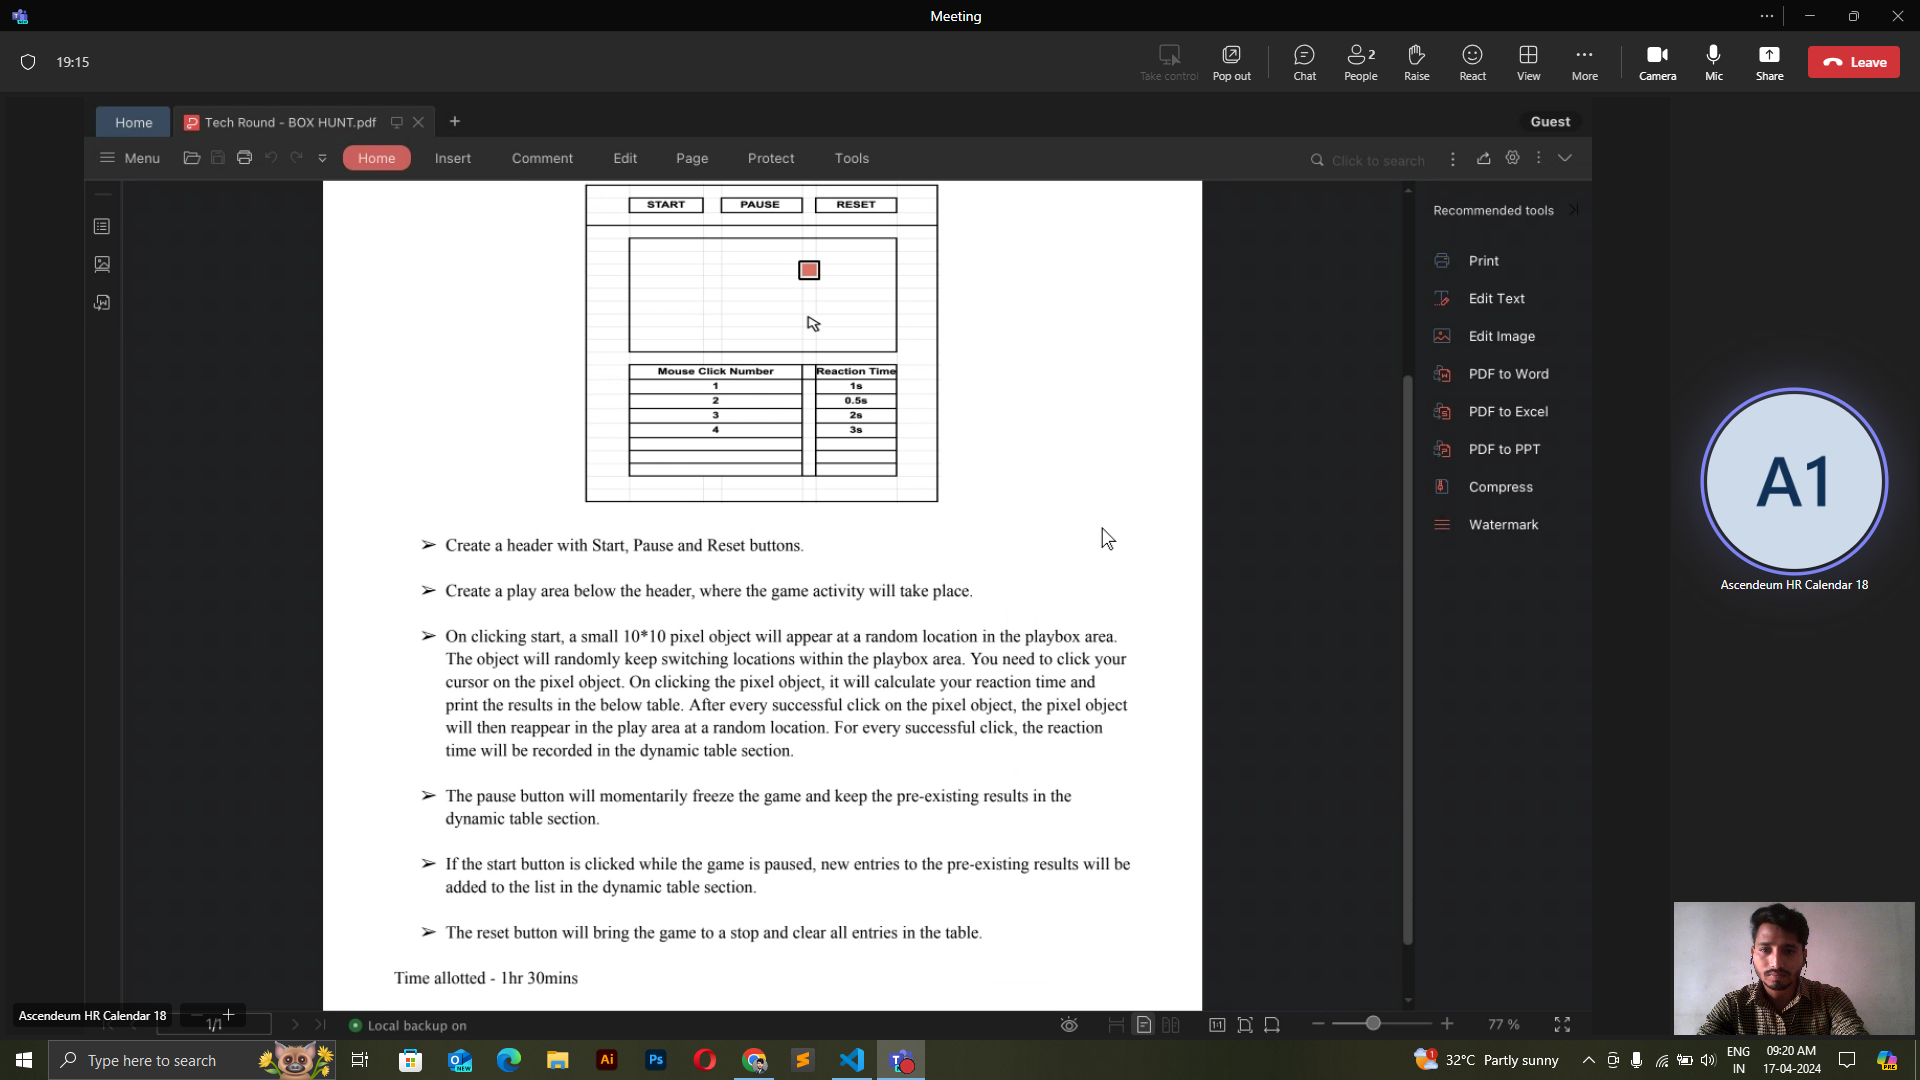 Meeting
19:15
Take control
Pop out
Chat
People
2
Raise
React
View
More
Camera
Mic
Share
Leave
Home
Tech Round - BOX HUNT.pdf
Guest
Menu
Home
Insert
Comment
Edit
Page
Protect
Tools
Click to search
START PAUSE RESET
Mouse Click Number Reaction Time
1 1s
2 0.5s
3 2s
4 3s
➢ Create a header with Start, Pause and Reset buttons.
➢ Create a play area below the header, where the game activity will take place.
➢ On clicking start, a small 10*10 pixel object will appear at a random location in the playbox area.
The object will randomly keep switching locations within the playbox area. You need to click your
cursor on the pixel object. On clicking the pixel object, it will calculate your reaction time and
print the results in the below table. After every successful click on the pixel object, the pixel object
will then reappear in the play area at a random location. For every successful click, the reaction
time will be recorded in the dynamic table section.
➢ The pause button will momentarily freeze the game and keep the pre-existing results in the
dynamic table section.
➢ If the start button is clicked while the game is paused, new entries to the pre-existing results will be
added to the list in the dynamic table section.
➢ The reset button will bring the game to a stop and clear all entries in the table.
Time allotted - 1hr 30mins
Recommended tools
Print
Edit Text
Edit Image
PDF to Word
PDF to Excel
PDF to PPT
Compress
Watermark
A1
Ascendeum HR Calendar 18
Ascendeum HR Calendar 18
1/1
Local backup on
77 %
Type here to search
NEW
Ai
Ps
1
32°C Partly sunny
ENG
IN
09:20 AM
17-04-2024
PRE